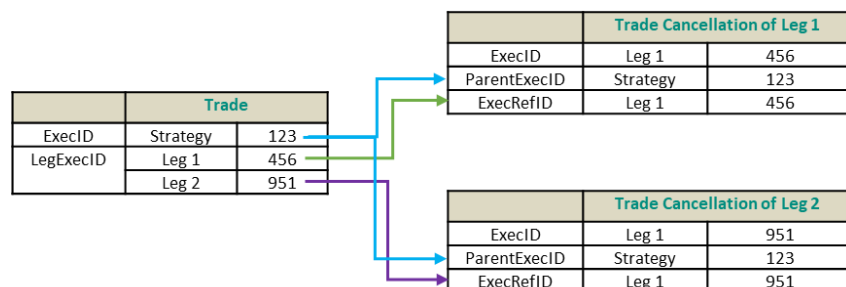 Trade Cancellation of Leg 1
ExecID Leg 1 456
ParentExecID Strategy 123
ExecRefID Leg 1 456
Trade
ExecID Strategy 123
LegExecID Leg 1 456
Leg 2 951
Trade Cancellation of Leg 2
ExecID Leg 1 951
ParentExecID Strategy 123
ExecRefID Leg 1 951